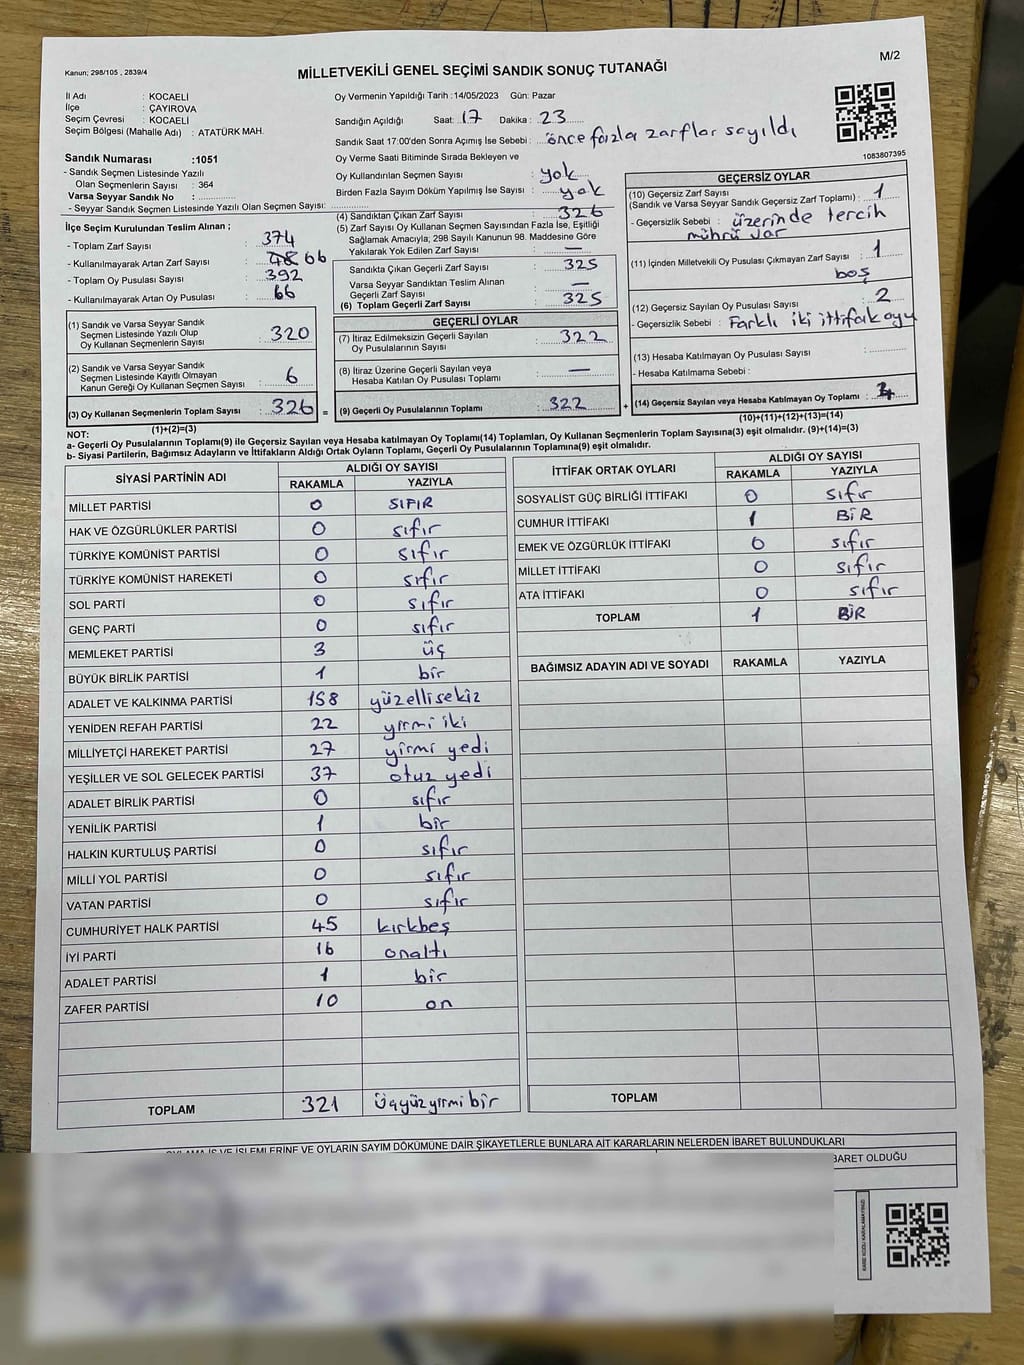 Kanun; 298/105 , 2839/4
MİLLETVEKİLİ GENEL SEÇİMİ SANDIK SONUÇ TUTANAĞI
M/2
İl Adı : KOCAELİ
İlçe : ÇAYIROVA
Seçim Çevresi : KOCAELİ
Seçim Bölgesi (Mahalle Adı) : ATATÜRK MAH.
Sandık Numarası :1051
- Sandık Seçmen Listesinde Yazılı
Olan Seçmenlerin Sayısı : 364
Varsa Seyyar Sandık No :
- Seyyar Sandık Seçmen Listesinde Yazılı Olan Seçmen Sayısı:
Oy Vermenin Yapıldığı Tarih :14/05/2023 Gün: Pazar
Sandığın Açıldığı Saat: 17 Dakika : 23
Sandık Saat 17:00'den Sonra Açımış İse Sebebi : önce fazla zarflar sayıldı
Oy Verme Saati Bitiminde Sırada Bekleyen ve
Oy Kullandırılan Seçmen Sayısı : yok
Birden Fazla Sayım Döküm Yapılmış İse Sayısı : yok
1083807395
İlçe Seçim Kurulundan Teslim Alınan ;
- Toplam Zarf Sayısı : 374
- Kullanılmayarak Artan Zarf Sayısı : 66
- Toplam Oy Pusulası Sayısı : 392
- Kullanılmayarak Artan Oy Pusulası : 66
(1) Sandık ve Varsa Seyyar Sandık
Seçmen Listesinde Yazılı Olup
Oy Kullanan Seçmenlerin Sayısı : 320
(2) Sandık ve Varsa Seyyar Sandık
Seçmen Listesinde Kayıtlı Olmayan
Kanun Gereği Oy Kullanan Seçmen Sayısı : 6
(3) Oy Kullanan Seçmenlerin Toplam Sayısı : 326 =
(1)+(2)=(3)
(4) Sandıktan Çıkan Zarf Sayısı : 326
(5) Zarf Sayısı Oy Kullanan Seçmen Sayısından Fazla İse, Eşitliği
Sağlamak Amacıyla; 298 Sayılı Kanunun 98. Maddesine Göre
Yakılarak Yok Edilen Zarf Sayısı : —
Sandıkta Çıkan Geçerli Zarf Sayısı : 325
Varsa Seyyar Sandıktan Teslim Alınan
Geçerli Zarf Sayısı : —
(6) Toplam Geçerli Zarf Sayısı : 325
GEÇERLİ OYLAR
(7) İtiraz Edilmeksizin Geçerli Sayılan
Oy Pusulalarının Sayısı : 322
(8) İtiraz Üzerine Geçerli Sayılan veya
Hesaba Katılan Oy Pusulası Toplamı : —
(9) Geçerli Oy Pusulalarının Toplamı : 322 +
GEÇERSİZ OYLAR
(10) Geçersiz Zarf Sayısı
(Sandık ve Varsa Seyyar Sandık Geçersiz Zarf Toplamı) : 1
- Geçersizlik Sebebi : üzerinde tercih
mührü var
(11) İçinden Milletvekili Oy Pusulası Çıkmayan Zarf Sayısı : 1
boş
(12) Geçersiz Sayılan Oy Pusulası Sayısı : 2
- Geçersizlik Sebebi : Farklı iki ittifak oyu
(13) Hesaba Katılmayan Oy Pusulası Sayısı :
- Hesaba Katılmama Sebebi :
(14) Geçersiz Sayılan veya Hesaba Katılmayan Oy Toplamı : 4
(10)+(11)+(12)+(13)=(14)
NOT:
a- Geçerli Oy Pusulalarının Toplamı(9) ile Geçersiz Sayılan veya Hesaba katılmayan Oy Toplamı(14) Toplamları, Oy Kullanan Seçmenlerin Toplam Sayısına(3) eşit olmalıdır. (9)+(14)=(3)
b- Siyasi Partilerin, Bağımsız Adayların ve İttifakların Aldığı Ortak Oyların Toplamı, Geçerli Oy Pusulalarının Toplamına(9) eşit olmalıdır.
SİYASİ PARTİNİN ADI ALDIĞI OY SAYISI
RAKAMLA YAZIYLA
MİLLET PARTİSİ 0 SIFIR
HAK VE ÖZGÜRLÜKLER PARTİSİ 0 sıfır
TÜRKİYE KOMÜNİST PARTİSİ 0 sıfır
TÜRKİYE KOMÜNİST HAREKETİ 0 sıfır
SOL PARTİ 0 sıfır
GENÇ PARTİ 0 sıfır
MEMLEKET PARTİSİ 3 üç
BÜYÜK BİRLİK PARTİSİ 1 bir
ADALET VE KALKINMA PARTİSİ 158 yüzellisekiz
YENİDEN REFAH PARTİSİ 22 yirmi iki
MİLLİYETÇİ HAREKET PARTİSİ 27 yirmi yedi
YEŞİLLER VE SOL GELECEK PARTİSİ 37 otuz yedi
ADALET BİRLİK PARTİSİ 0 sıfır
YENİLİK PARTİSİ 1 bir
HALKIN KURTULUŞ PARTİSİ 0 sıfır
MİLLİ YOL PARTİSİ 0 sıfır
VATAN PARTİSİ 0 sıfır
CUMHURİYET HALK PARTİSİ 45 kırkbeş
İYİ PARTİ 16 onaltı
ADALET PARTİSİ 1 bir
ZAFER PARTİSİ 10 on
TOPLAM 321 üçyüzyirmi bir
İTTİFAK ORTAK OYLARI ALDIĞI OY SAYISI
RAKAMLA YAZIYLA
SOSYALİST GÜÇ BİRLİĞİ İTTİFAKI 0 sıfır
CUMHUR İTTİFAKI 1 BİR
EMEK VE ÖZGÜRLÜK İTTİFAKI 0 sıfır
MİLLET İTTİFAKI 0 sıfır
ATA İTTİFAKI 0 sıfır
TOPLAM 1 BİR
BAĞIMSIZ ADAYIN ADI VE SOYADI RAKAMLA YAZIYLA
TOPLAM
OYLAMA İŞ VE İŞLEMLERİNE VE OYLARIN SAYIM DÖKÜMÜNE DAİR ŞİKAYETLERLE BUNLARA AİT KARARLARIN NELERDEN İBARET BULUNDUKLARI
BARET OLDUĞU
KARE KODU KARALAMAYINIZ!